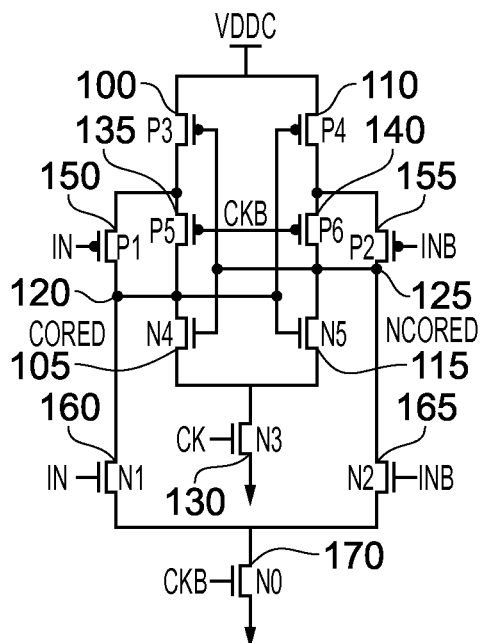 VDDC
100 110
P3 P4
135 140
150 155
CKB
IN P1 P5 P6 P2 INB
120 125
CORED N4 N5 NCORED
105 115
160 CK N3 165
130
IN N1 N2 INB
170
CKB N0